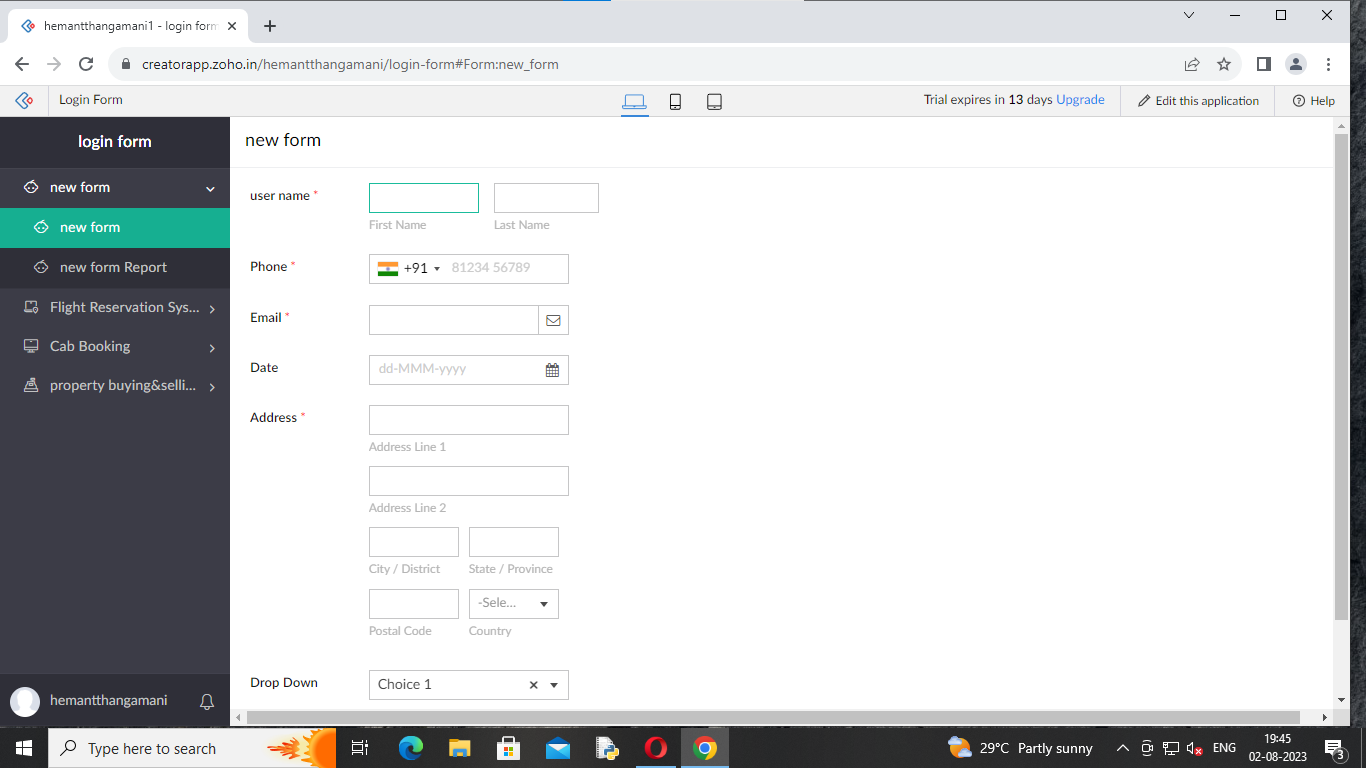 hemantthangamani1 - login form
creatorapp.zoho.in/hemantthangamani/login-form#Form:new_form
Login Form
Trial expires in 13 days Upgrade
Edit this application
Help
login form
new form
new form
new form Report
Flight Reservation Sys...
Cab Booking
property buying&selli...
hemantthangamani
new form
user name *
First Name
Last Name
Phone *
+91
81234 56789
Email *
Date
dd-MMM-yyyy
Address *
Address Line 1
Address Line 2
City / District
State / Province
-Sele...
Postal Code
Country
Drop Down
Choice 1
Type here to search
29°C Partly sunny
ENG
19:45
02-08-2023
3